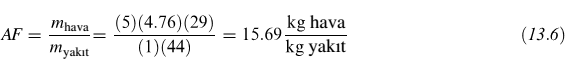 AF = m_hava / m_yakıt = (5)(4.76)(29) / (1)(44) = 15.69 kg hava / kg yakıt (13.6)